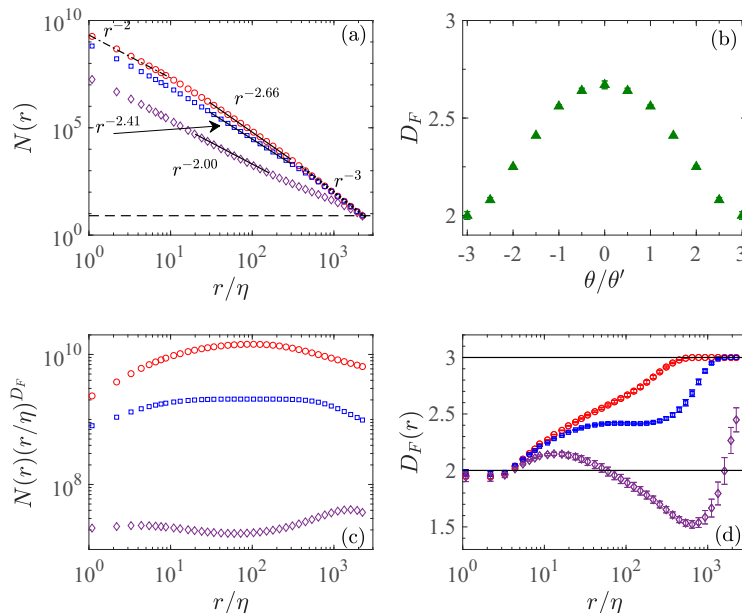 10^10
10^5
10^0
N(r)
(a)
r^−2
r^−2.66
r^−2.41
r^−2.00
r^−3
10^0 10^1 10^2 10^3
r/η
3
2.5
2
D_F
(b)
-3 -2 -1 0 1 2 3
θ/θ′
10^10
10^8
N(r)(r/η)^D_F
(c)
10^0 10^1 10^2 10^3
r/η
3
2.5
2
1.5
D_F(r)
(d)
10^0 10^1 10^2 10^3
r/η